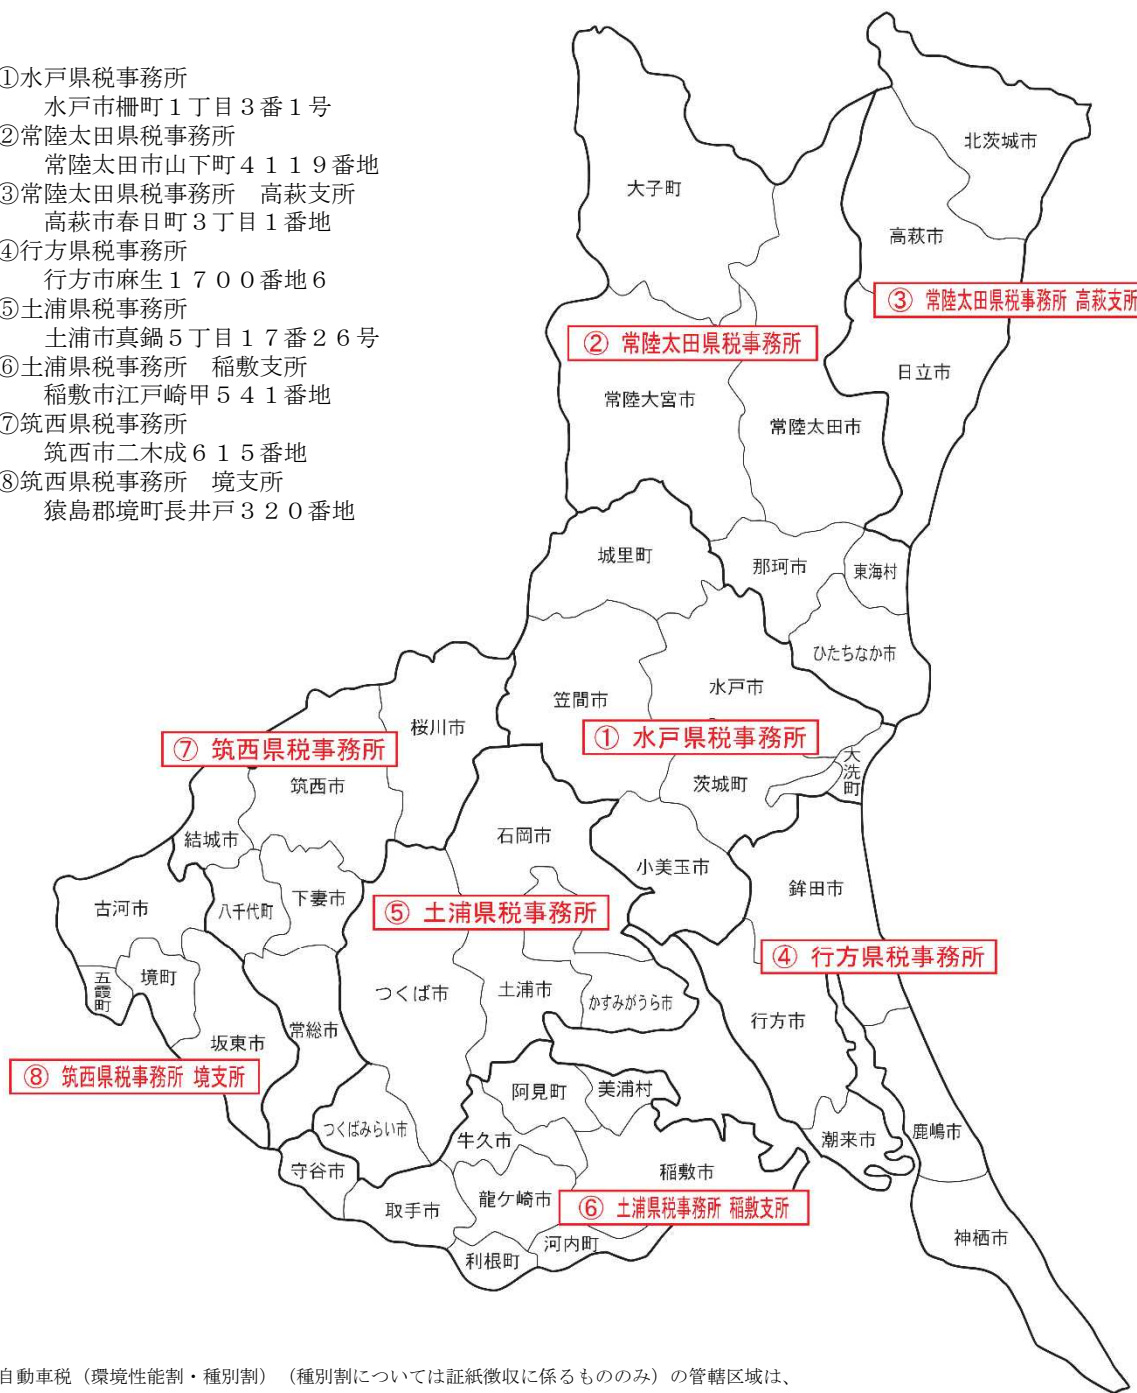 ①水戸県税事務所
水戸市柵町１丁目３番１号
②常陸太田県税事務所
常陸太田市山下町４１１９番地
③常陸太田県税事務所　高萩支所
高萩市春日町３丁目１番地
④行方県税事務所
行方市麻生１７００番地６
⑤土浦県税事務所
土浦市真鍋５丁目１７番２６号
⑥土浦県税事務所　稲敷支所
稲敷市江戸崎甲５４１番地
⑦筑西県税事務所
筑西市二木成６１５番地
⑧筑西県税事務所　境支所
猿島郡境町長井戸３２０番地
北茨城市
大子町
高萩市
③ 常陸太田県税事務所 高萩支所
② 常陸太田県税事務所
日立市
常陸大宮市
常陸太田市
城里町
那珂市
東海村
ひたちなか市
水戸市
笠間市
桜川市
① 水戸県税事務所
⑦ 筑西県税事務所
大洗町
茨城町
筑西市
石岡市
結城市
小美玉市
鉾田市
下妻市
八千代町
古河市
⑤ 土浦県税事務所
④ 行方県税事務所
境町
五霞町
つくば市
土浦市
かすみがうら市
行方市
常総市
坂東市
⑧ 筑西県税事務所 境支所
阿見町
美浦村
つくばみらい市
牛久市
潮来市
鹿嶋市
守谷市
稲敷市
龍ケ崎市
⑥ 土浦県税事務所 稲敷支所
取手市
河内町
神栖市
利根町
自動車税（環境性能割・種別割）（種別割については証紙徴収に係るもののみ）の管轄区域は、